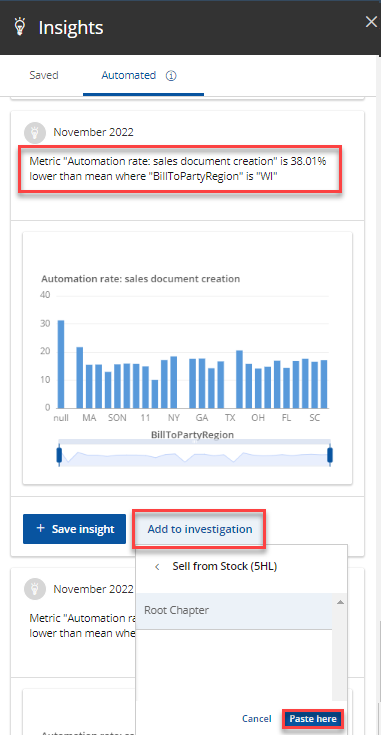 Insights
Saved
Automated
November 2022
Metric "Automation rate: sales document creation" is 38.01%
lower than mean where "BillToPartyRegion" is "WI"
Automation rate: sales document creation
40
30
20
10
0
null MA SON 11 NY GA TX OH FL SC
BillToPartyRegion
+ Save insight
Add to investigation
< Sell from Stock (5HL)
Root Chapter
Cancel
Paste here
November 2022
Metric "Automation ra
lower than mean whe